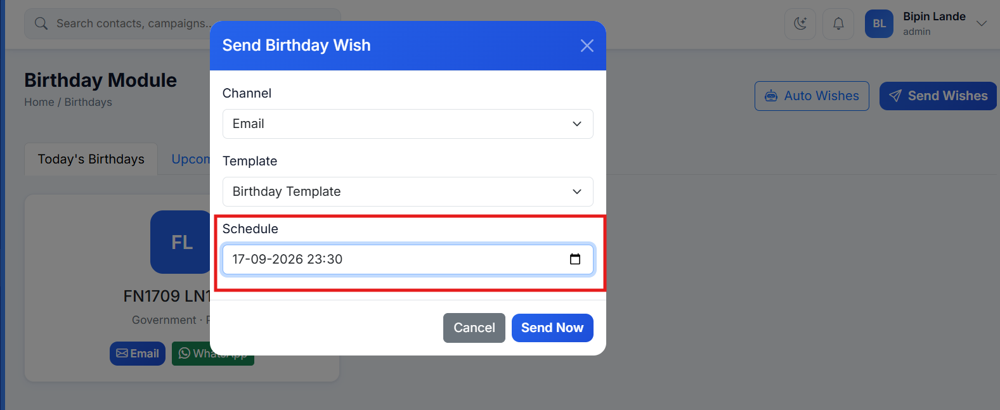 Search contacts, campaigns..
BL
Bipin Lande
admin
Birthday Module
Home / Birthdays
Auto Wishes
Send Wishes
Today's Birthdays
Upcom
FL
FN1709 LN1
Government ·
Email
WhatsApp
Send Birthday Wish
Channel
Email
Template
Birthday Template
Schedule
17-09-2026 23:30
Cancel
Send Now